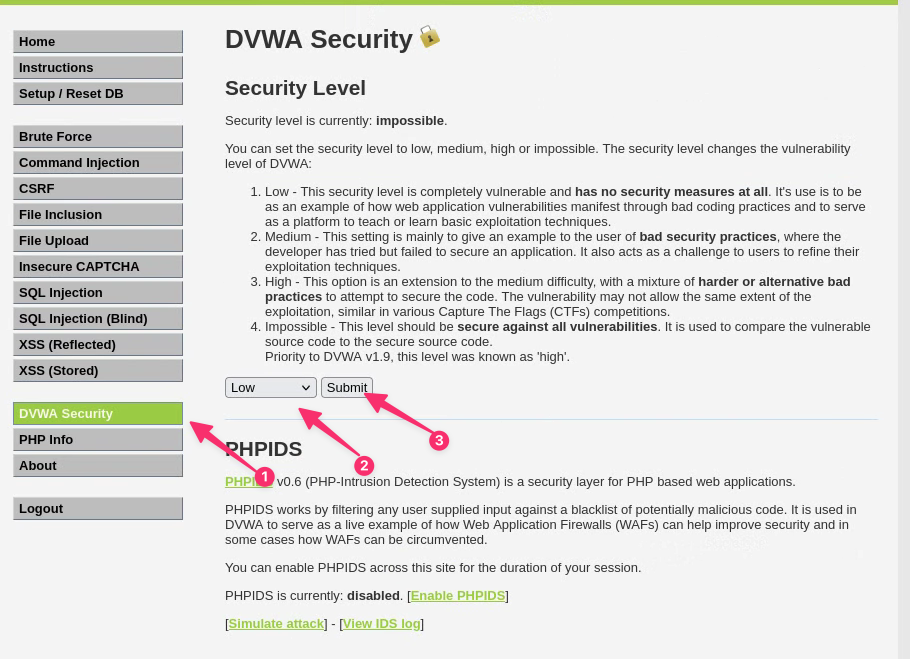 Home
Instructions
Setup / Reset DB
Brute Force
Command Injection
CSRF
File Inclusion
File Upload
Insecure CAPTCHA
SQL Injection
SQL Injection (Blind)
XSS (Reflected)
XSS (Stored)
DVWA Security
PHP Info
About
Logout
DVWA Security
Security Level
Security level is currently: impossible.
You can set the security level to low, medium, high or impossible. The security level changes the vulnerability
level of DVWA:
1. Low - This security level is completely vulnerable and has no security measures at all. It's use is to be
as an example of how web application vulnerabilities manifest through bad coding practices and to serve
as a platform to teach or learn basic exploitation techniques.
2. Medium - This setting is mainly to give an example to the user of bad security practices, where the
developer has tried but failed to secure an application. It also acts as a challenge to users to refine their
exploitation techniques.
3. High - This option is an extension to the medium difficulty, with a mixture of harder or alternative bad
practices to attempt to secure the code. The vulnerability may not allow the same extent of the
exploitation, similar in various Capture The Flags (CTFs) competitions.
4. Impossible - This level should be secure against all vulnerabilities. It is used to compare the vulnerable
source code to the secure source code.
Priority to DVWA v1.9, this level was known as 'high'.
Low Submit
1
2
3
PHPIDS
v0.6 (PHP-Intrusion Detection System) is a security layer for PHP based web applications.
PHPIDS works by filtering any user supplied input against a blacklist of potentially malicious code. It is used in
DVWA to serve as a live example of how Web Application Firewalls (WAFs) can help improve security and in
some cases how WAFs can be circumvented.
You can enable PHPIDS across this site for the duration of your session.
PHPIDS is currently: disabled. [Enable PHPIDS]
[Simulate attack] - [View IDS log]